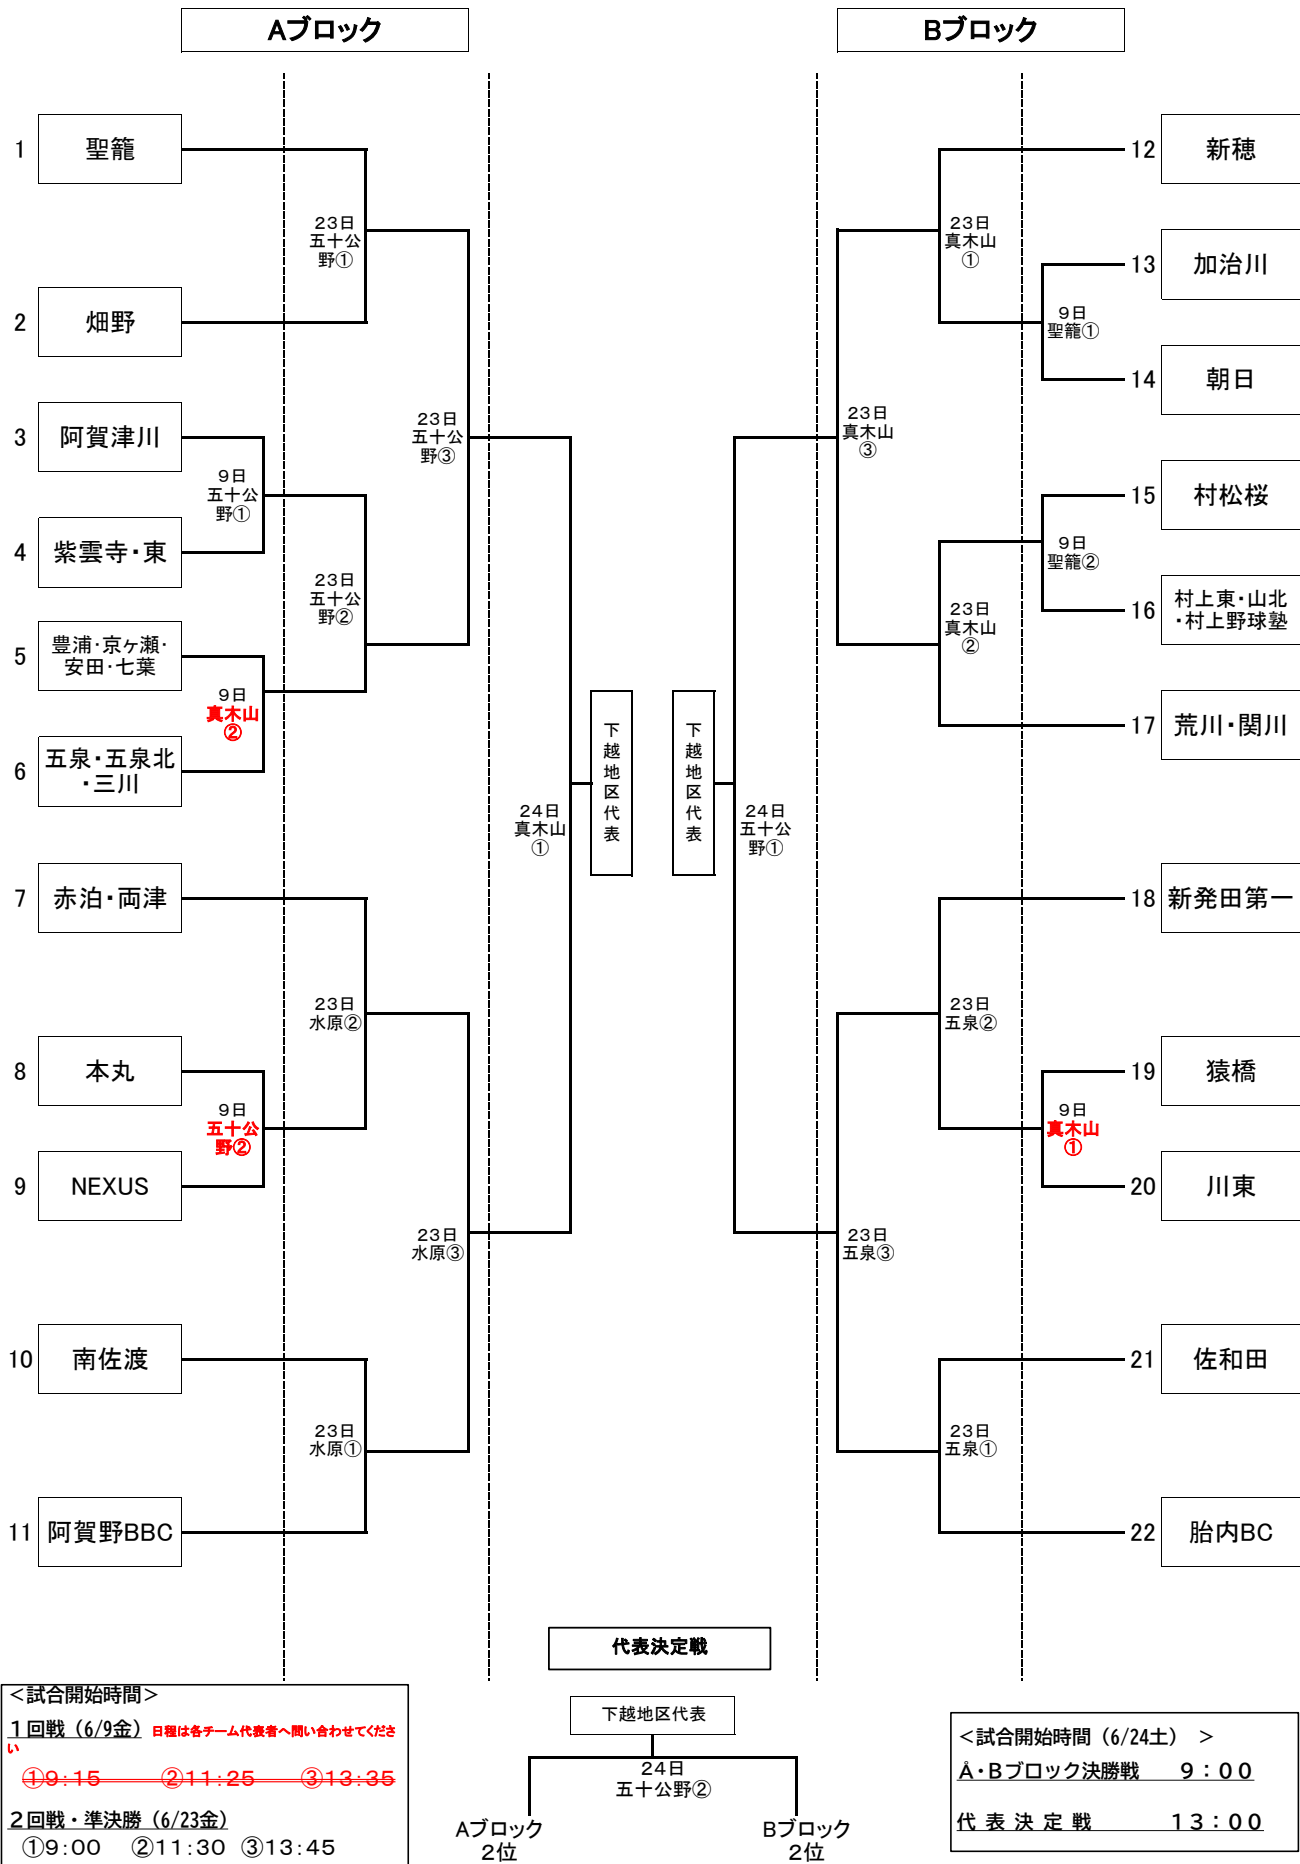 Aブロック
Bブロック
1 聖籠
2 畑野
3 阿賀津川
4 紫雲寺・東
5 豊浦・京ヶ瀬・
安田・七葉
6 五泉・五泉北
・三川
7 赤泊・両津
8 本丸
9 NEXUS
10 南佐渡
11 阿賀野BBC
9日
五十公
野①
9日
真木山
②
9日
五十公
野②
23日
五十公
野①
23日
五十公
野②
23日
水原②
23日
水原①
23日
五十公
野③
23日
水原③
24日
真木山
①
下越地区代表
下越地区代表
24日
五十公
野①
23日
真木山
③
23日
五泉③
23日
真木山
①
23日
真木山
②
23日
五泉②
23日
五泉①
9日
聖籠①
9日
聖籠②
9日
真木山
①
12 新穂
13 加治川
14 朝日
15 村松桜
16 村上東・山北
・村上野球塾
17 荒川・関川
18 新発田第一
19 猿橋
20 川東
21 佐和田
22 胎内BC
代表決定戦
下越地区代表
24日
五十公野②
Aブロック
2位
Bブロック
2位
<試合開始時間>
1回戦（6/9金） 日程は各チーム代表者へ問い合わせてくださ
い
①9:15 ②11:25 ③13:35
2回戦・準決勝（6/23金）
①9:00 ②11:30 ③13:45
<試合開始時間（6/24土） >
A・Bブロック決勝戦 9：00
代表決定戦 13：00